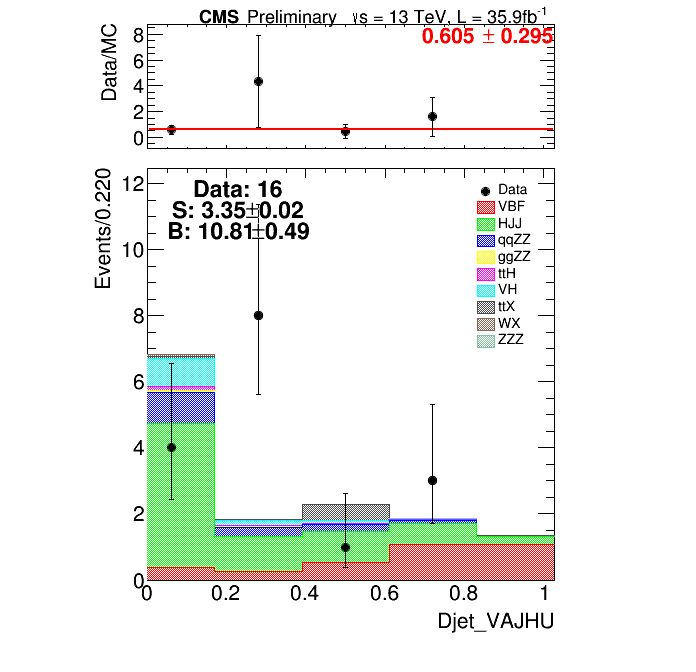 CMS Preliminary √s = 13 TeV, L = 35.9fb⁻¹
0.605 ± 0.295
Data/MC
8
6
4
2
0
Data: 16
S: 3.35±0.02
B: 10.81±0.49
Data
VBF
HJJ
qqZZ
ggZZ
ttH
VH
ttX
WX
ZZZ
Events/0.220
12
10
8
6
4
2
0
0 0.2 0.4 0.6 0.8 1
Djet_VAJHU